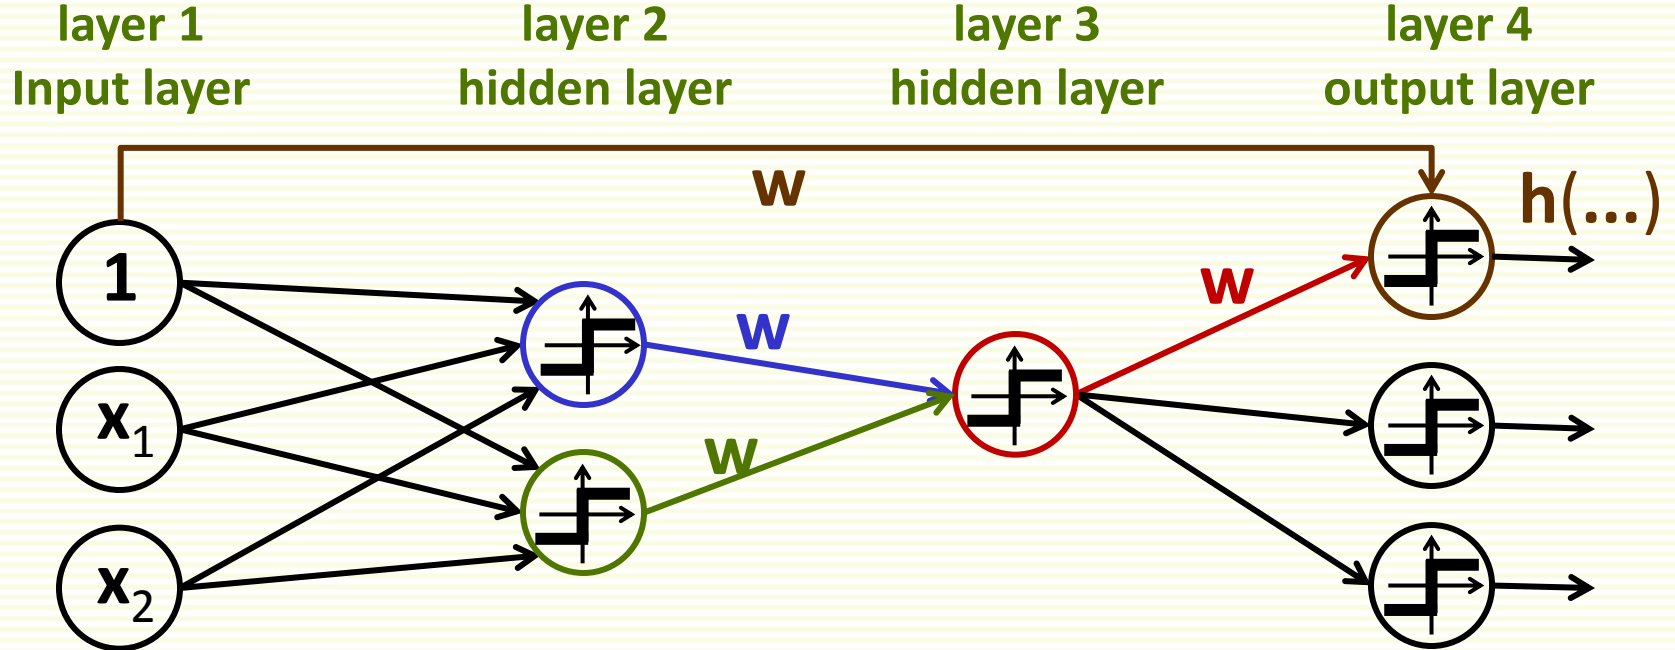 layer 1
Input layer
layer 2
hidden layer
layer 3
hidden layer
layer 4
output layer
w
h(...)
1
w
w
x1
w
x2